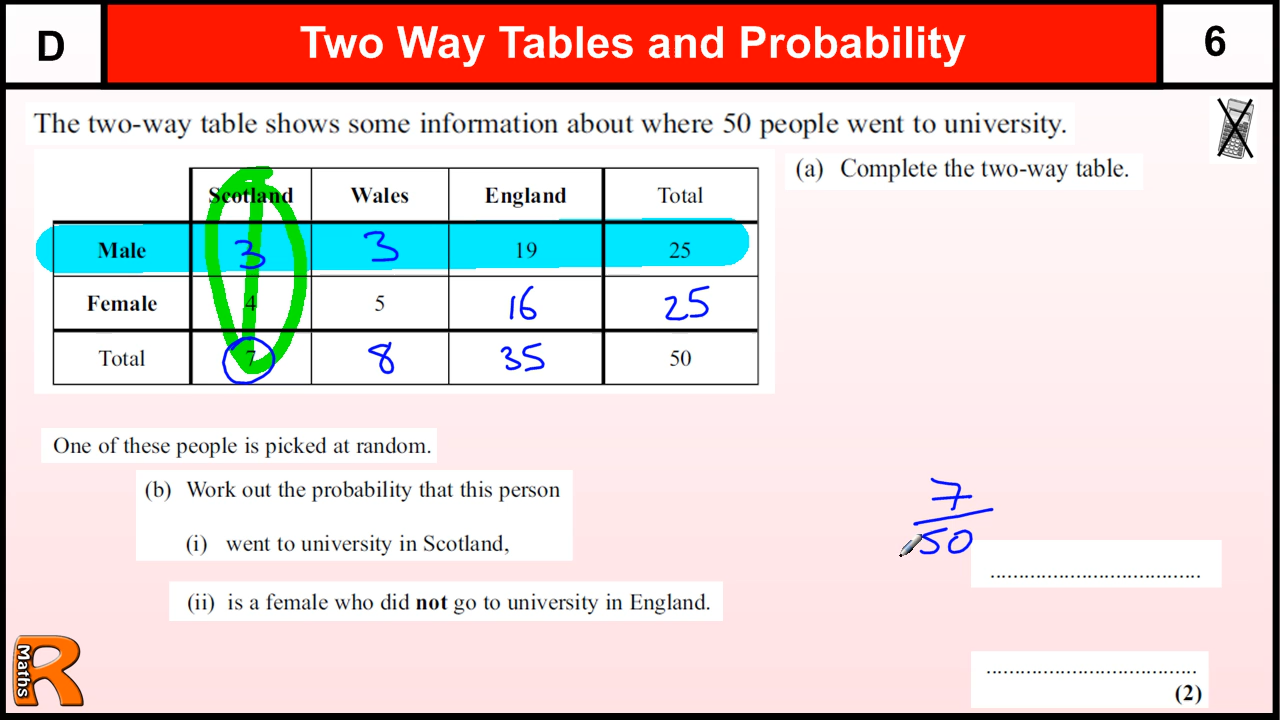 D Two Way Tables and Probability 6
The two-way table shows some information about where 50 people went to university.
(a) Complete the two-way table.
Scotland Wales England Total
Male 3 3 19 25
Female 4 5 16 25
Total 7 8 35 50
One of these people is picked at random.
(b) Work out the probability that this person
(i) went to university in Scotland,
7
50
....................................
(ii) is a female who did not go to university in England.
....................................
(2)
R Maths